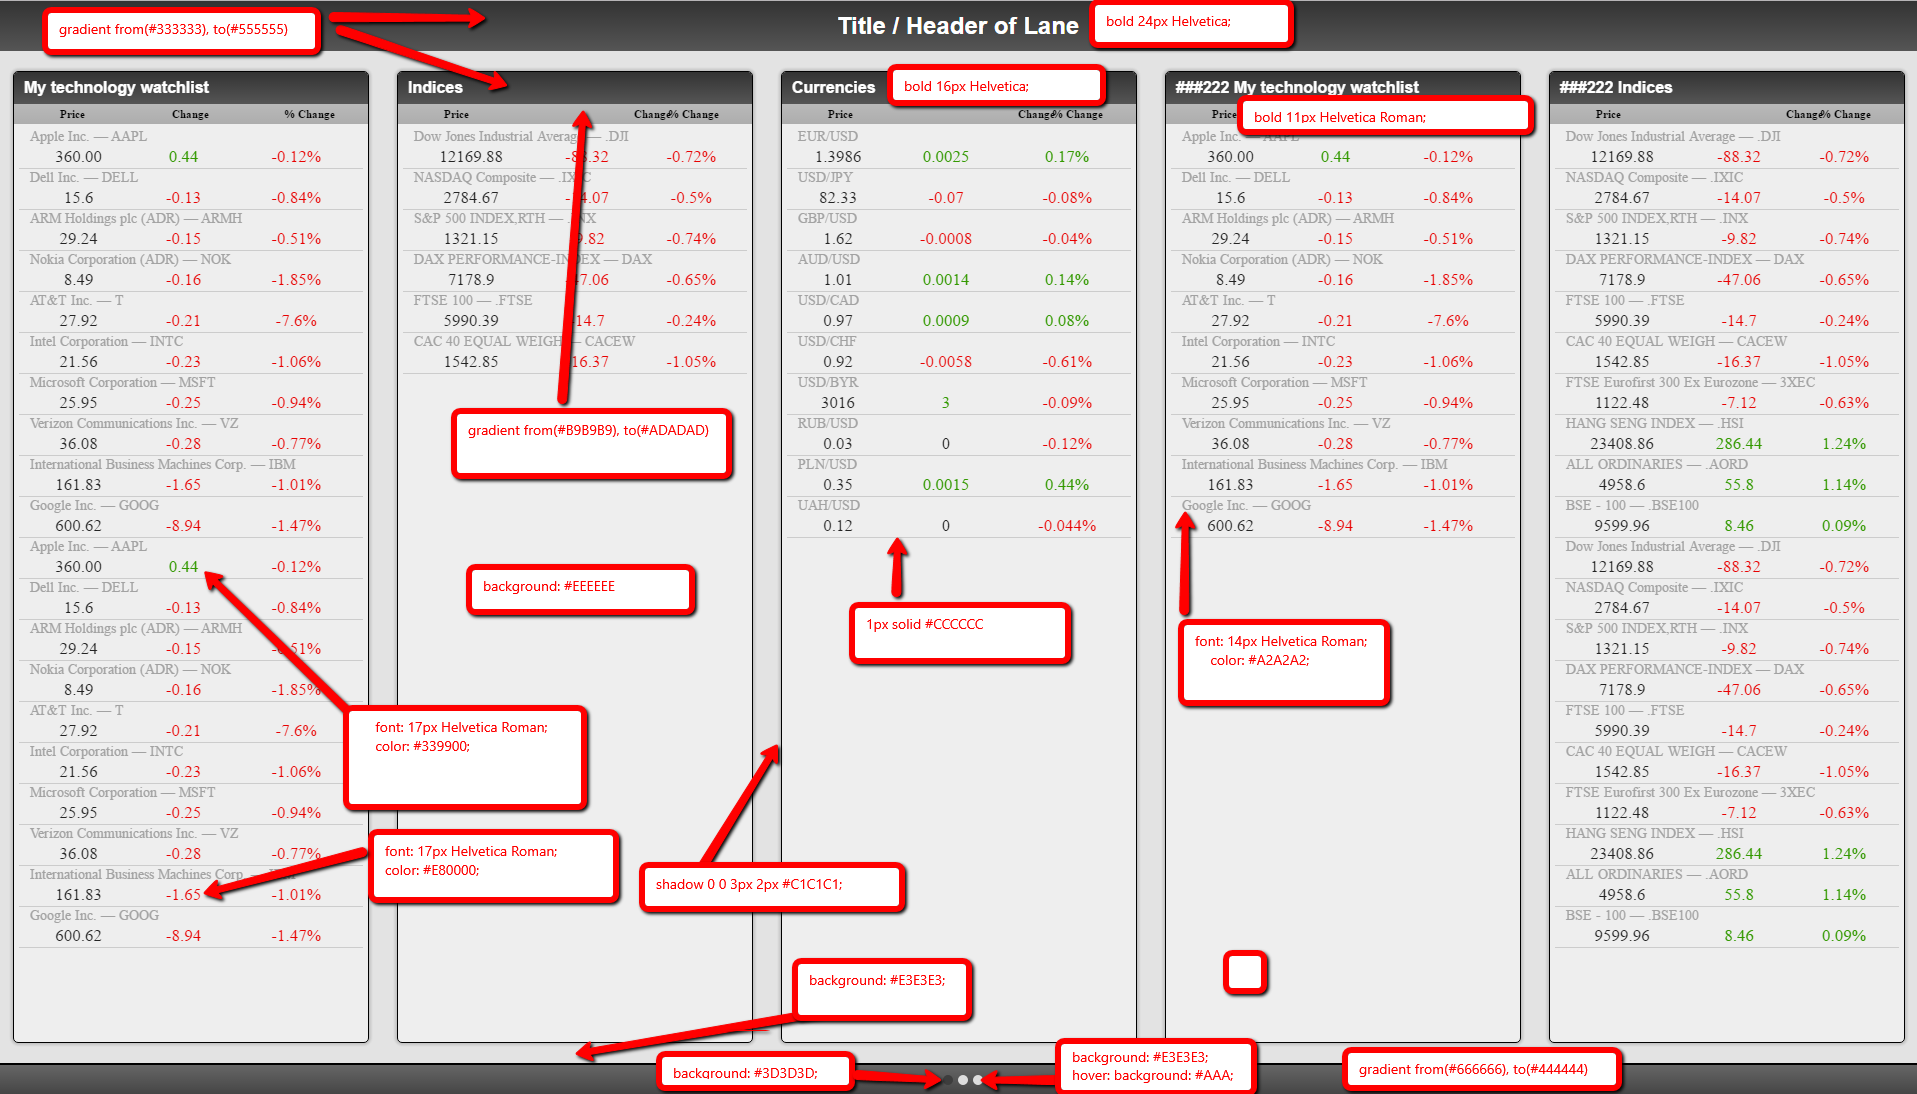 gradient from(#333333), to(#555555)
Title / Header of Lane
bold 24px Helvetica;
My technology watchlist
Price Change % Change
Apple Inc. — AAPL
360.00 0.44 -0.12%
Dell Inc. — DELL
15.6 -0.13 -0.84%
ARM Holdings plc (ADR) — ARMH
29.24 -0.15 -0.51%
Nokia Corporation (ADR) — NOK
8.49 -0.16 -1.85%
AT&T Inc. — T
27.92 -0.21 -7.6%
Intel Corporation — INTC
21.56 -0.23 -1.06%
Microsoft Corporation — MSFT
25.95 -0.25 -0.94%
Verizon Communications Inc. — VZ
36.08 -0.28 -0.77%
International Business Machines Corp. — IBM
161.83 -1.65 -1.01%
Google Inc. — GOOG
600.62 -8.94 -1.47%
Apple Inc. — AAPL
360.00 0.44 -0.12%
Dell Inc. — DELL
15.6 -0.13 -0.84%
ARM Holdings plc (ADR) — ARMH
29.24 -0.15 -0.51%
Nokia Corporation (ADR) — NOK
8.49 -0.16 -1.85%
AT&T Inc. — T
27.92 -0.21 -7.6%
Intel Corporation — INTC
21.56 -0.23 -1.06%
Microsoft Corporation — MSFT
25.95 -0.25 -0.94%
Verizon Communications Inc. — VZ
36.08 -0.28 -0.77%
International Business Machines Corp. —
161.83 -1.65 -1.01%
Google Inc. — GOOG
600.62 -8.94 -1.47%
font: 17px Helvetica Roman;
color: #339900;
font: 17px Helvetica Roman;
color: #E80000;
Indices
Price Change % Change
Dow Jones Industrial Average — .DJI
12169.88 -88.32 -0.72%
NASDAQ Composite — .IXIC
2784.67 -14.07 -0.5%
S&P 500 INDEX,RTH — .INX
1321.15 -9.82 -0.74%
DAX PERFORMANCE-INDEX — DAX
7178.9 -47.06 -0.65%
FTSE 100 — .FTSE
5990.39 -14.7 -0.24%
CAC 40 EQUAL WEIGH — CACEW
1542.85 -16.37 -1.05%
gradient from(#B9B9B9), to(#ADADAD)
background: #EEEEEE
shadow 0 0 3px 2px #C1C1C1;
Currencies
bold 16px Helvetica;
Price Change % Change
EUR/USD
1.3986 0.0025 0.17%
USD/JPY
82.33 -0.07 -0.08%
GBP/USD
1.62 -0.0008 -0.04%
AUD/USD
1.01 0.0014 0.14%
USD/CAD
0.97 0.0009 0.08%
USD/CHF
0.92 -0.0058 -0.61%
USD/BYR
3016 3 -0.09%
RUB/USD
0.03 0 -0.12%
PLN/USD
0.35 0.0015 0.44%
UAH/USD
0.12 0 -0.044%
1px solid #CCCCCC
background: #E3E3E3;
###222 My technology watchlist
Price
bold 11px Helvetica Roman;
Apple Inc. — AAPL
360.00 0.44 -0.12%
Dell Inc. — DELL
15.6 -0.13 -0.84%
ARM Holdings plc (ADR) — ARMH
29.24 -0.15 -0.51%
Nokia Corporation (ADR) — NOK
8.49 -0.16 -1.85%
AT&T Inc. — T
27.92 -0.21 -7.6%
Intel Corporation — INTC
21.56 -0.23 -1.06%
Microsoft Corporation — MSFT
25.95 -0.25 -0.94%
Verizon Communications Inc. — VZ
36.08 -0.28 -0.77%
International Business Machines Corp. — IBM
161.83 -1.65 -1.01%
Google Inc. — GOOG
600.62 -8.94 -1.47%
font: 14px Helvetica Roman;
color: #A2A2A2;
###222 Indices
Price Change % Change
Dow Jones Industrial Average — .DJI
12169.88 -88.32 -0.72%
NASDAQ Composite — .IXIC
2784.67 -14.07 -0.5%
S&P 500 INDEX,RTH — .INX
1321.15 -9.82 -0.74%
DAX PERFORMANCE-INDEX — DAX
7178.9 -47.06 -0.65%
FTSE 100 — .FTSE
5990.39 -14.7 -0.24%
CAC 40 EQUAL WEIGH — CACEW
1542.85 -16.37 -1.05%
FTSE Eurofirst 300 Ex Eurozone — 3XEC
1122.48 -7.12 -0.63%
HANG SENG INDEX — .HSI
23408.86 286.44 1.24%
ALL ORDINARIES — .AORD
4958.6 55.8 1.14%
BSE - 100 — .BSE100
9599.96 8.46 0.09%
Dow Jones Industrial Average — .DJI
12169.88 -88.32 -0.72%
NASDAQ Composite — .IXIC
2784.67 -14.07 -0.5%
S&P 500 INDEX,RTH — .INX
1321.15 -9.82 -0.74%
DAX PERFORMANCE-INDEX — DAX
7178.9 -47.06 -0.65%
FTSE 100 — .FTSE
5990.39 -14.7 -0.24%
CAC 40 EQUAL WEIGH — CACEW
1542.85 -16.37 -1.05%
FTSE Eurofirst 300 Ex Eurozone — 3XEC
1122.48 -7.12 -0.63%
HANG SENG INDEX — .HSI
23408.86 286.44 1.24%
ALL ORDINARIES — .AORD
4958.6 55.8 1.14%
BSE - 100 — .BSE100
9599.96 8.46 0.09%
background: #3D3D3D;
background: #E3E3E3;
hover: background: #AAA;
gradient from(#666666), to(#444444)